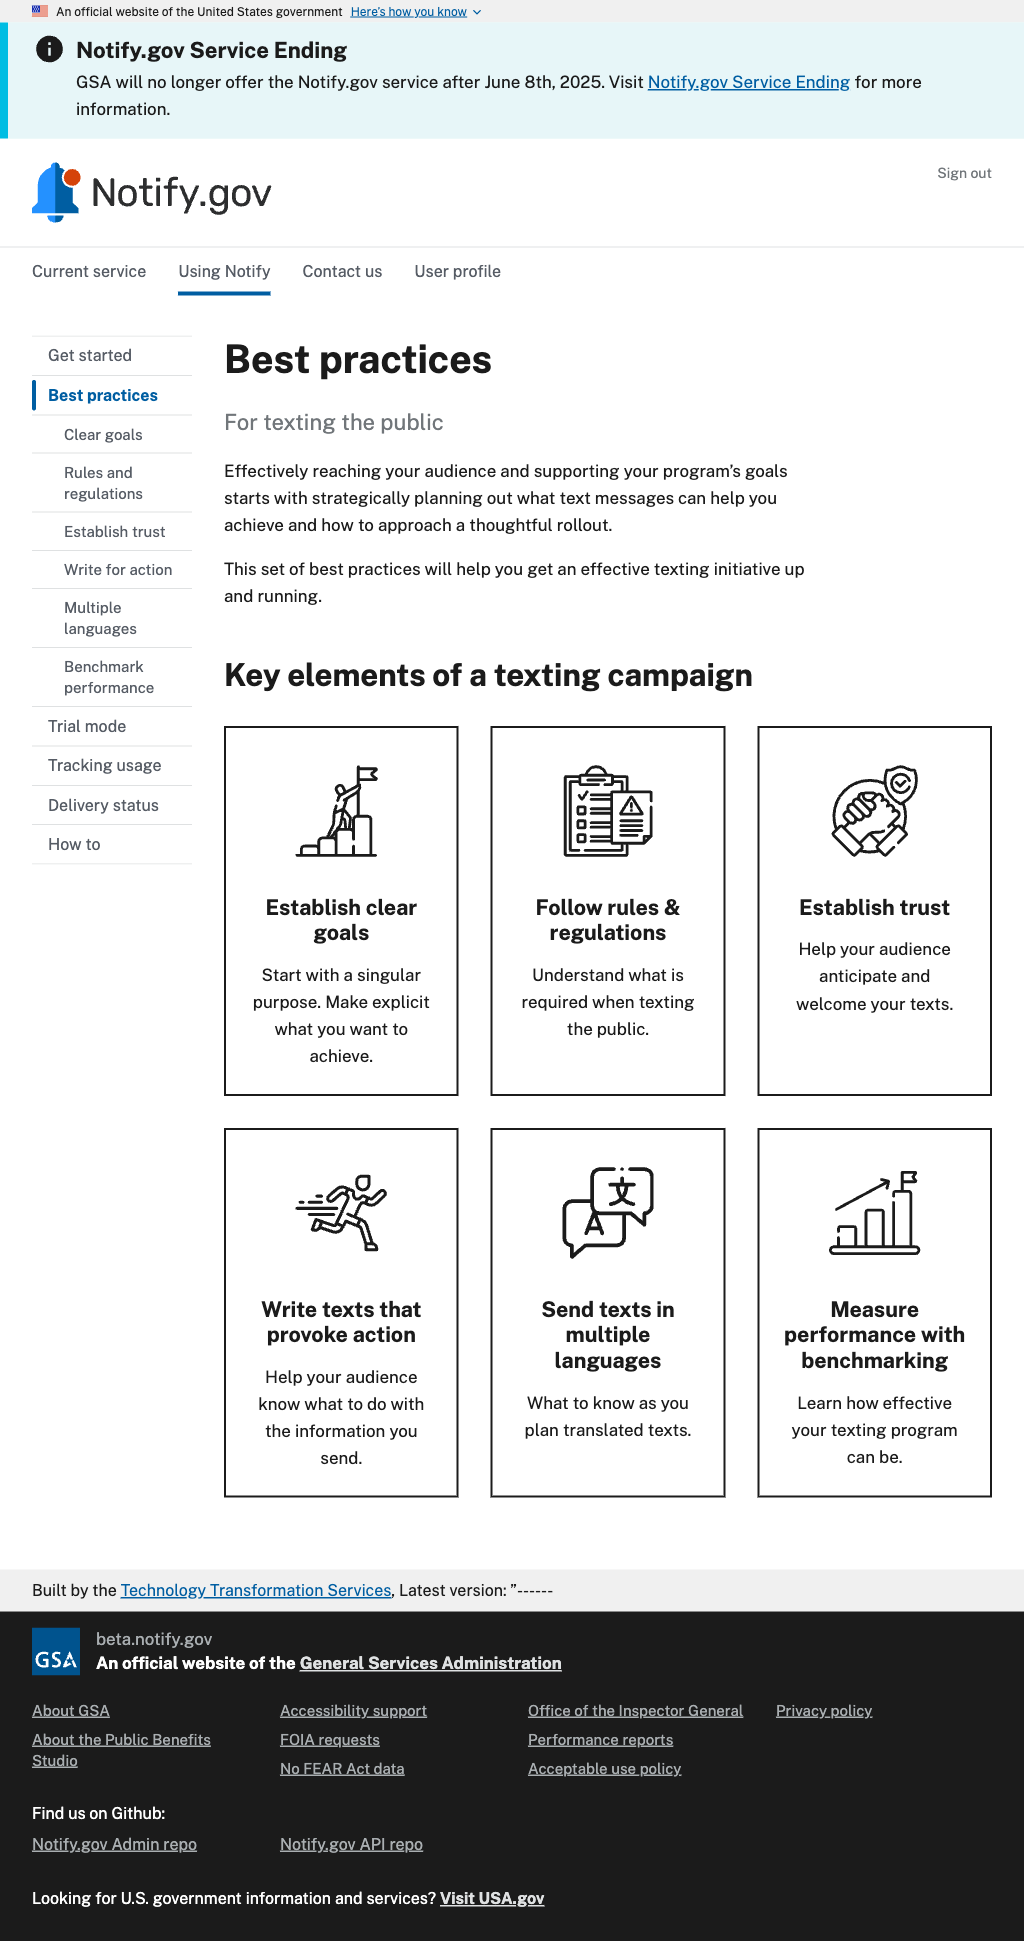 An official website of the United States government Here's how you know
Notify.gov Service Ending
GSA will no longer offer the Notify.gov service after June 8th, 2025. Visit Notify.gov Service Ending for more
information.
Notify.gov
Sign out
Current service Using Notify Contact us User profile
Get started
Best practices
Clear goals
Rules and
regulations
Establish trust
Write for action
Multiple
languages
Benchmark
performance
Trial mode
Tracking usage
Delivery status
How to
Best practices
For texting the public
Effectively reaching your audience and supporting your program’s goals
starts with strategically planning out what text messages can help you
achieve and how to approach a thoughtful rollout.
This set of best practices will help you get an effective texting initiative up
and running.
Key elements of a texting campaign
Establish clear
goals
Start with a singular
purpose. Make explicit
what you want to
achieve.
Follow rules &
regulations
Understand what is
required when texting
the public.
Establish trust
Help your audience
anticipate and
welcome your texts.
Write texts that
provoke action
Help your audience
know what to do with
the information you
send.
文
A
Send texts in
multiple
languages
What to know as you
plan translated texts.
Measure
performance with
benchmarking
Learn how effective
your texting program
can be.
Built by the Technology Transformation Services, Latest version: ”------
GSA
beta.notify.gov
An official website of the General Services Administration
About GSA
About the Public Benefits
Studio
Accessibility support
FOIA requests
No FEAR Act data
Office of the Inspector General
Performance reports
Acceptable use policy
Privacy policy
Find us on Github:
Notify.gov Admin repo Notify.gov API repo
Looking for U.S. government information and services? Visit USA.gov